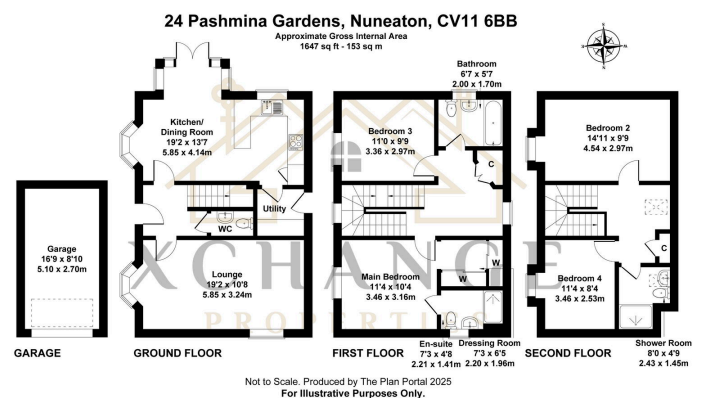 24 Pashmina Gardens, Nuneaton, CV11 6BB
Approximate Gross Internal Area
1647 sq ft - 153 sq m
Bathroom
6'7 x 5'7
2.00 x 1.70m
Kitchen/
Dining Room
19'2 x 13'7
5.85 x 4.14m
Bedroom 3
11'0 x 9'9
3.36 x 2.97m
Bedroom 2
14'11 x 9'9
4.54 x 2.97m
C
Utility
WC
Garage
16'9 x 8'10
5.10 x 2.70m
Lounge
19'2 x 10'8
5.85 x 3.24m
Main Bedroom
11'4 x 10'4
3.46 x 3.16m
W
W
C
Bedroom 4
11'4 x 8'4
3.46 x 2.53m
XCHANGE
PROPERTIES
GARAGE
GROUND FLOOR
FIRST FLOOR
En-suite
7'3 x 4'8
2.21 x 1.41m
Dressing Room
7'3 x 6'5
2.20 x 1.96m
SECOND FLOOR
Shower Room
8'0 x 4'9
2.43 x 1.45m
Not to Scale. Produced by The Plan Portal 2025
For Illustrative Purposes Only.